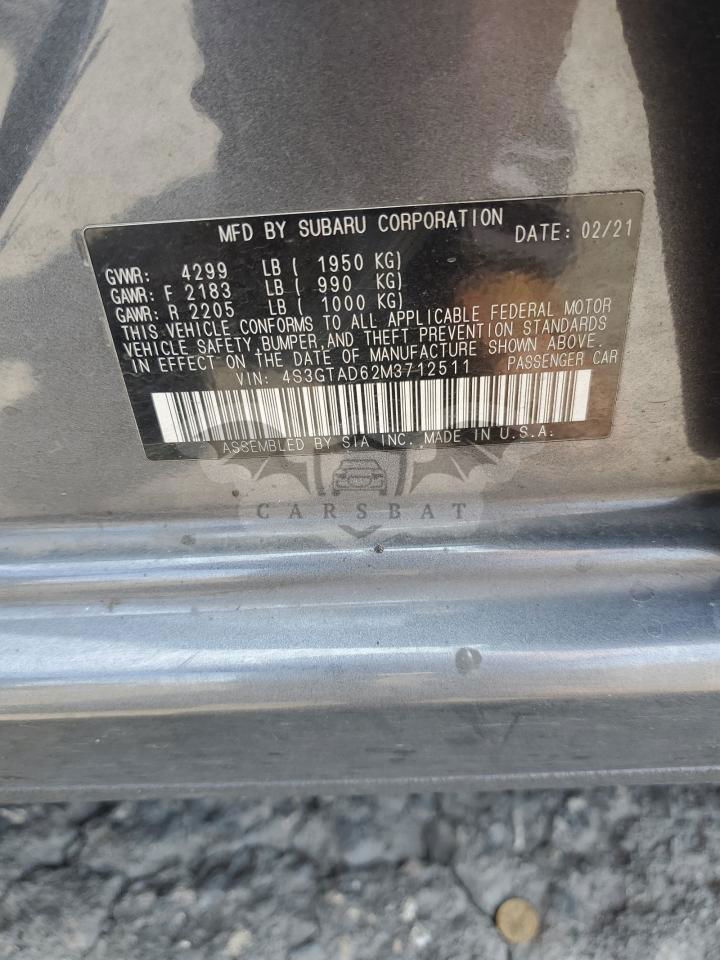 MFD BY SUBARU CORPORATION DATE: 02/21
GVWR: 4299 LB ( 1950 KG)
GAWR: F 2183 LB ( 990 KG)
GAWR: R 2205 LB ( 1000 KG)
THIS VEHICLE CONFORMS TO ALL APPLICABLE FEDERAL MOTOR
VEHICLE SAFETY, BUMPER, AND THEFT PREVENTION STANDARDS
IN EFFECT ON THE DATE OF MANUFACTURE SHOWN ABOVE.
VIN: 4S3GTAD62M3712511 PASSENGER CAR
ASSEMBLED BY SIA INC. MADE IN U.S.A.
CARSBAT